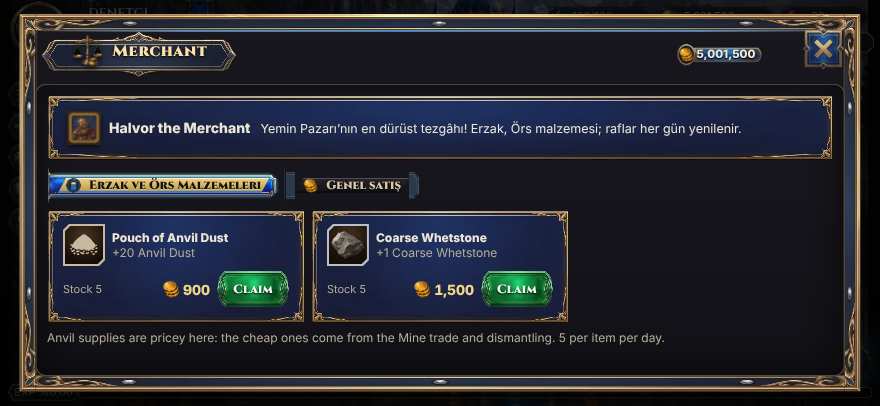 DENETÇİ
MERCHANT
5,001,500
Halvor the Merchant Yemin Pazarı'nın en dürüst tezgâhı! Erzak, Örs malzemesi; raflar her gün yenilenir.
ERZAK VE ÖRS MALZEMELERI
GENEL SATIŞ
Pouch of Anvil Dust
+20 Anvil Dust
Stock 5
900
CLAIM
Coarse Whetstone
+1 Coarse Whetstone
Stock 5
1,500
CLAIM
Anvil supplies are pricey here: the cheap ones come from the Mine trade and dismantling. 5 per item per day.